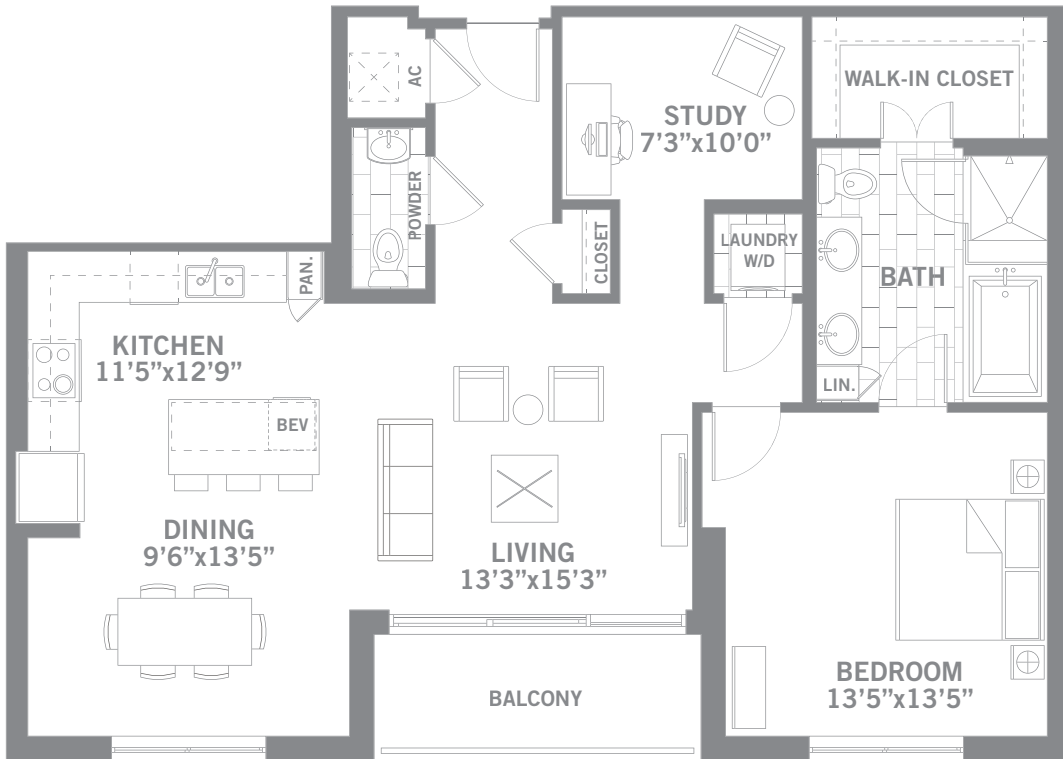 AC
STUDY
7’3”x10’0”
WALK-IN CLOSET
POWDER
CLOSET
LAUNDRY
W/D
BATH
PAN.
KITCHEN
11’5”x12’9”
LIN.
BEV
DINING
9’6”x13’5”
LIVING
13’3”x15’3”
BEDROOM
13’5”x13’5”
BALCONY